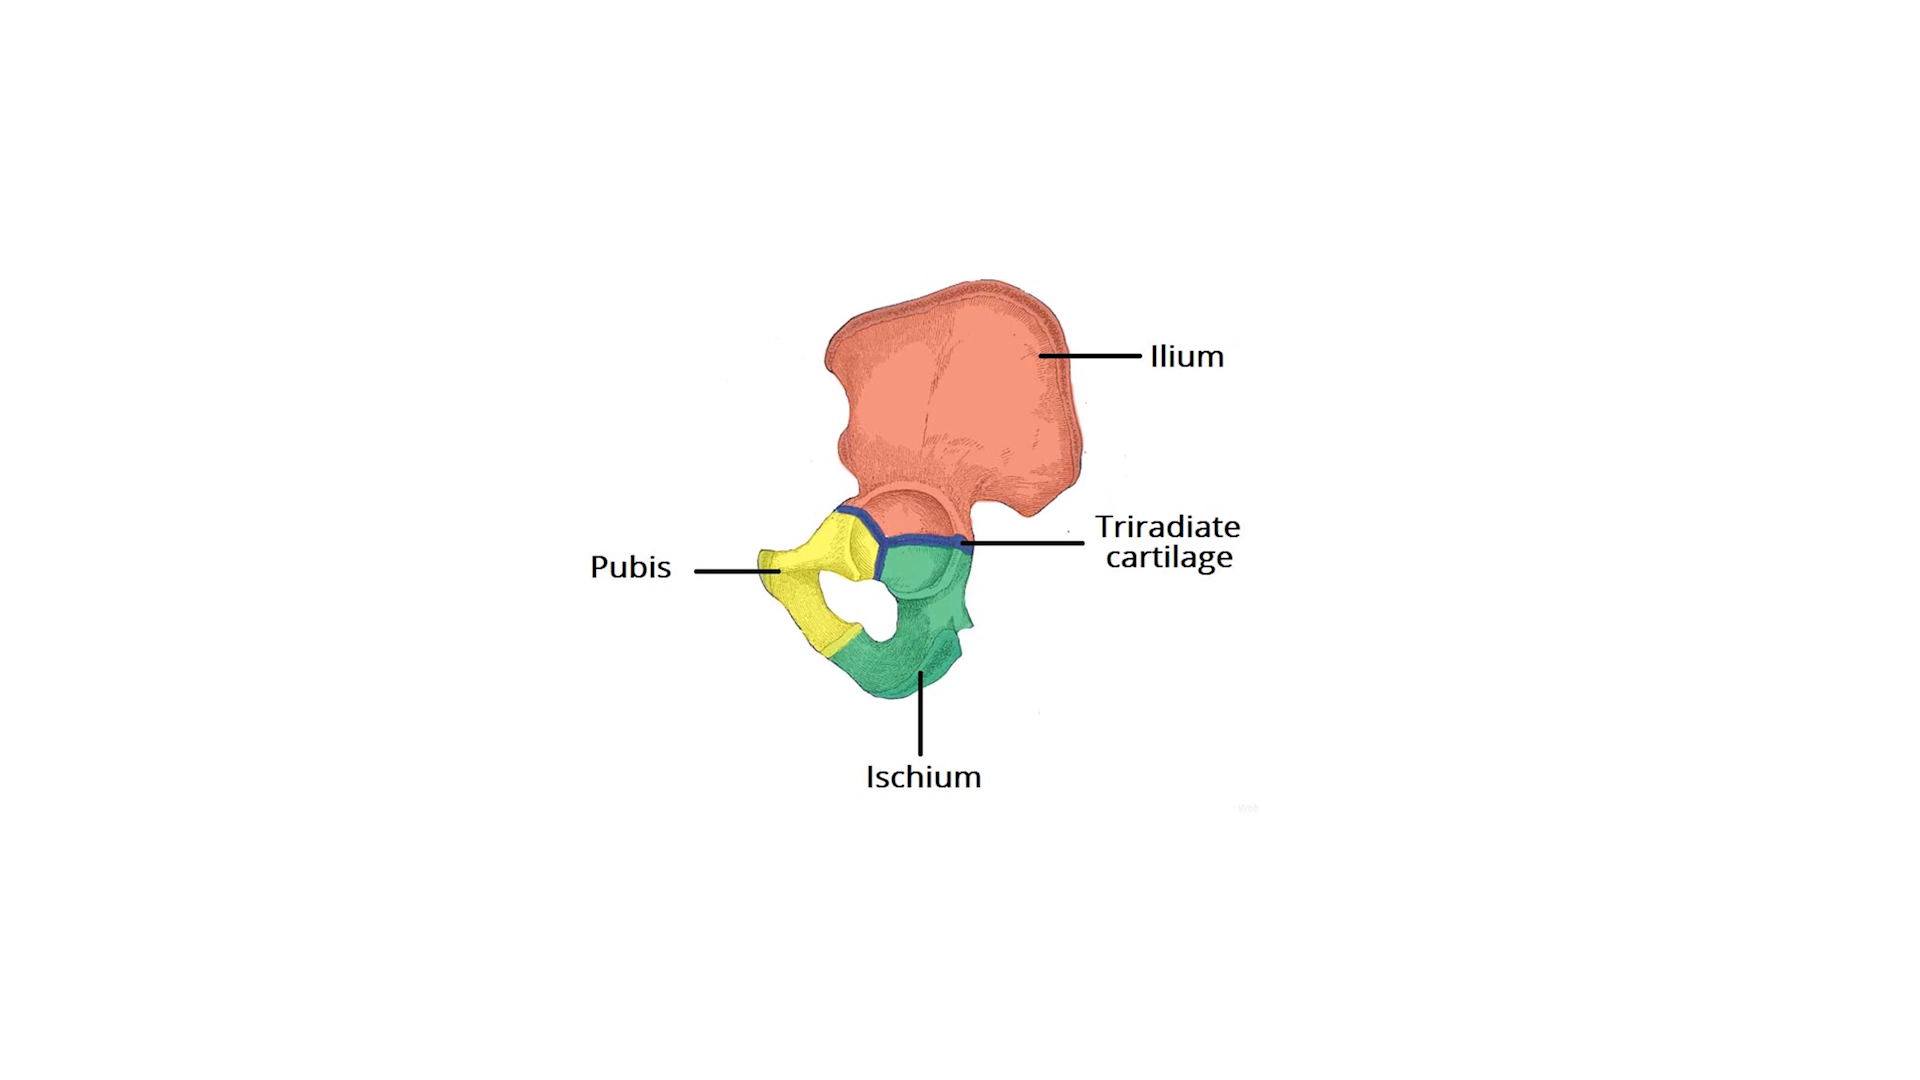 Ilium
Triradiate
cartilage
Pubis
Ischium